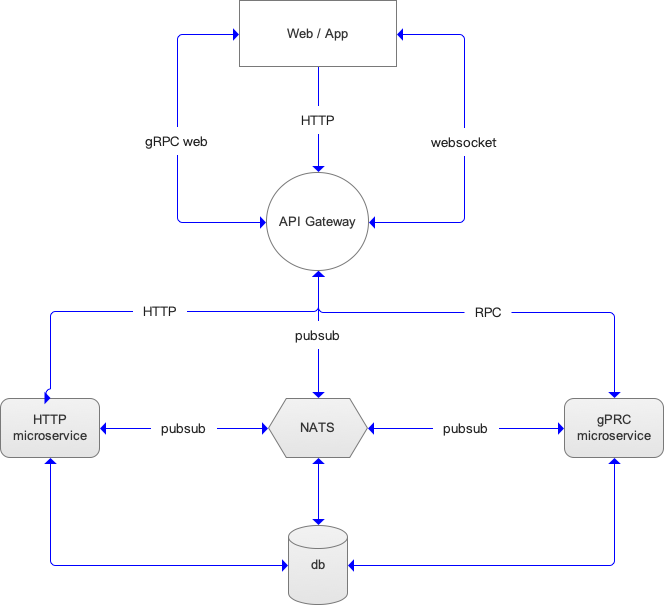 Web / App
HTTP
gRPC web
websocket
API Gateway
HTTP
RPC
pubsub
HTTP
microservice
pubsub
NATS
pubsub
gPRC
microservice
db